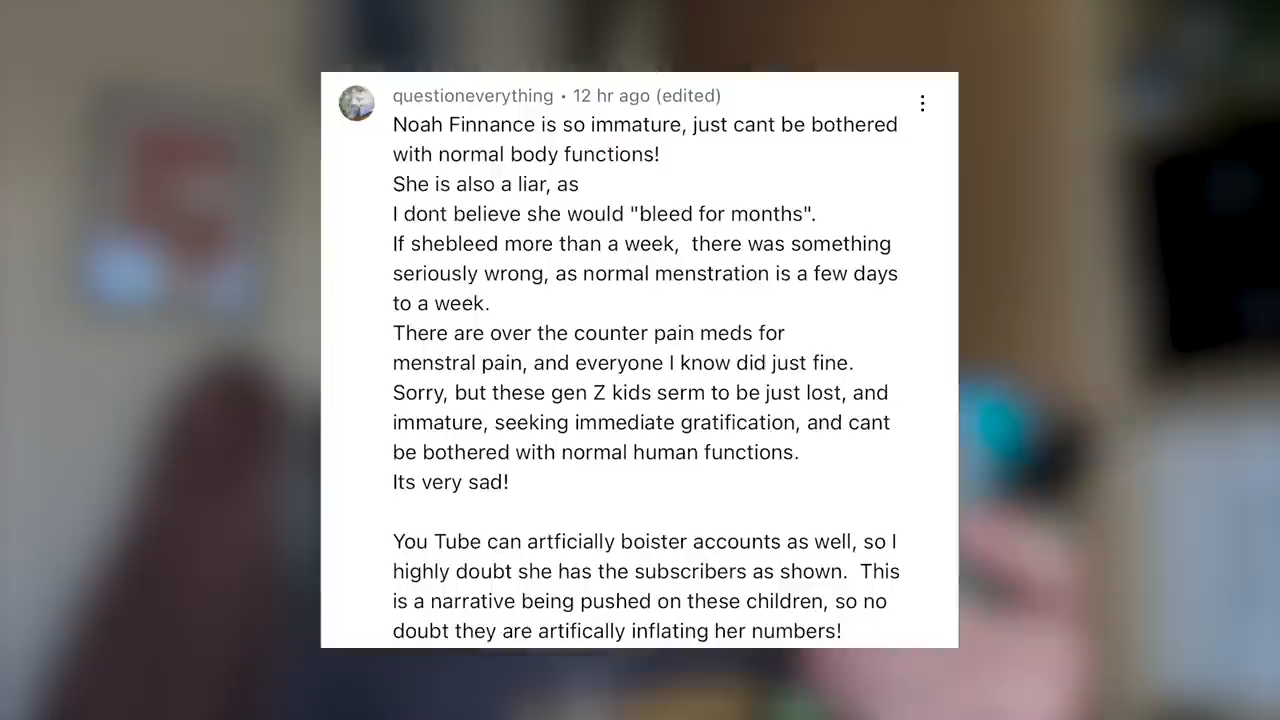 questioneverything • 12 hr ago (edited)
Noah Finnance is so immature, just cant be bothered
with normal body functions!
She is also a liar, as
I dont believe she would "bleed for months".
If shebleed more than a week,  there was something
seriously wrong, as normal menstration is a few days
to a week.
There are over the counter pain meds for
menstral pain, and everyone I know did just fine.
Sorry, but these gen Z kids serm to be just lost, and
immature, seeking immediate gratification, and cant
be bothered with normal human functions.
Its very sad!

You Tube can artficially boister accounts as well, so I
highly doubt she has the subscribers as shown.  This
is a narrative being pushed on these children, so no
doubt they are artifically inflating her numbers!